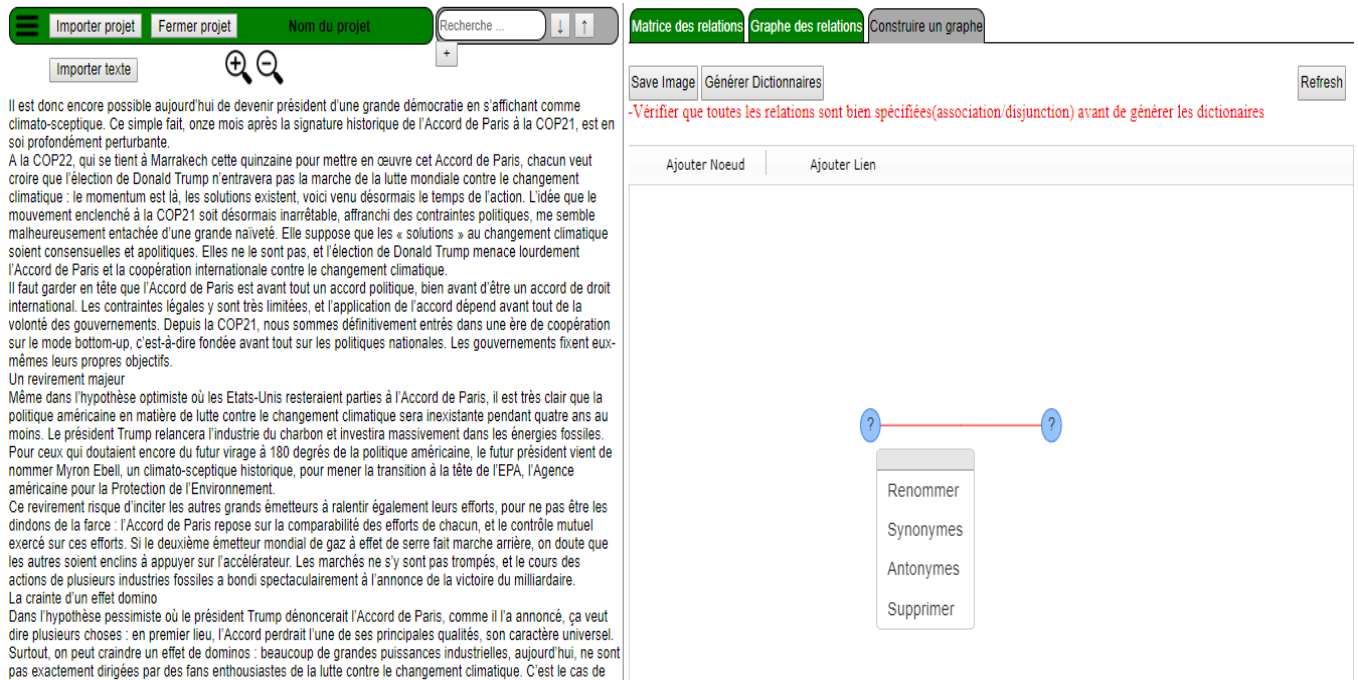 Importer projet Fermer projet Nom du projet Recherche ... ↓ ↑
+
Importer texte
Il est donc encore possible aujourd'hui de devenir président d'une grande démocratie en s'affichant comme
climato-sceptique. Ce simple fait, onze mois après la signature historique de l'Accord de Paris à la COP21, est en
soi profondément perturbante.
A la COP22, qui se tient à Marrakech cette quinzaine pour mettre en œuvre cet Accord de Paris, chacun veut
croire que l'élection de Donald Trump n'entravera pas la marche de la lutte mondiale contre le changement
climatique : le momentum est là, les solutions existent, voici venu désormais le temps de l'action. L'idée que le
mouvement enclenché à la COP21 soit désormais inarrêtable, affranchi des contraintes politiques, me semble
malheureusement entachée d'une grande naïveté. Elle suppose que les « solutions » au changement climatique
soient consensuelles et apolitiques. Elles ne le sont pas, et l'élection de Donald Trump menace lourdement
l'Accord de Paris et la coopération internationale contre le changement climatique.
Il faut garder en tête que l'Accord de Paris est avant tout un accord politique, bien avant d'être un accord de droit
international. Les contraintes légales y sont très limitées, et l'application de l'accord dépend avant tout de la
volonté des gouvernements. Depuis la COP21, nous sommes définitivement entrés dans une ère de coopération
sur le mode bottom-up, c'est-à-dire fondée avant tout sur les politiques nationales. Les gouvernements fixent eux-
mêmes leurs propres objectifs.
Un revirement majeur
Même dans l'hypothèse optimiste où les Etats-Unis resteraient parties à l'Accord de Paris, il est très clair que la
politique américaine en matière de lutte contre le changement climatique sera inexistante pendant quatre ans au
moins. Le président Trump relancera l'industrie du charbon et investira massivement dans les énergies fossiles.
Pour ceux qui doutaient encore du futur virage à 180 degrés de la politique américaine, le futur président vient de
nommer Myron Ebell, un climato-sceptique historique, pour mener la transition à la tête de l'EPA, l'Agence
américaine pour la Protection de l'Environnement.
Ce revirement risque d'inciter les autres grands émetteurs à ralentir également leurs efforts, pour ne pas être les
dindons de la farce : l'Accord de Paris repose sur la comparabilité des efforts de chacun, et le contrôle mutuel
exercé sur ces efforts. Si le deuxième émetteur mondial de gaz à effet de serre fait marche arrière, on doute que
les autres soient enclins à appuyer sur l'accélérateur. Les marchés ne s'y sont pas trompés, et le cours des
actions de plusieurs industries fossiles a bondi spectaculairement à l'annonce de la victoire du milliardaire.
La crainte d'un effet domino
Dans l'hypothèse pessimiste où le président Trump dénoncerait l'Accord de Paris, comme il l'a annoncé, ça veut
dire plusieurs choses : en premier lieu, l'Accord perdrait l'une de ses principales qualités, son caractère universel.
Surtout, on peut craindre un effet de dominos : beaucoup de grandes puissances industrielles, aujourd'hui, ne sont
pas exactement dirigées par des fans enthousiastes de la lutte contre le changement climatique. C'est le cas de
Matrice des relations Graphe des relations Construire un graphe
Save Image Générer Dictionnaires Refresh
-Vérifier que toutes les relations sont bien spécifiées(association/disjunction) avant de générer les dictionaires
Ajouter Noeud Ajouter Lien
? ?
Renommer
Synonymes
Antonymes
Supprimer